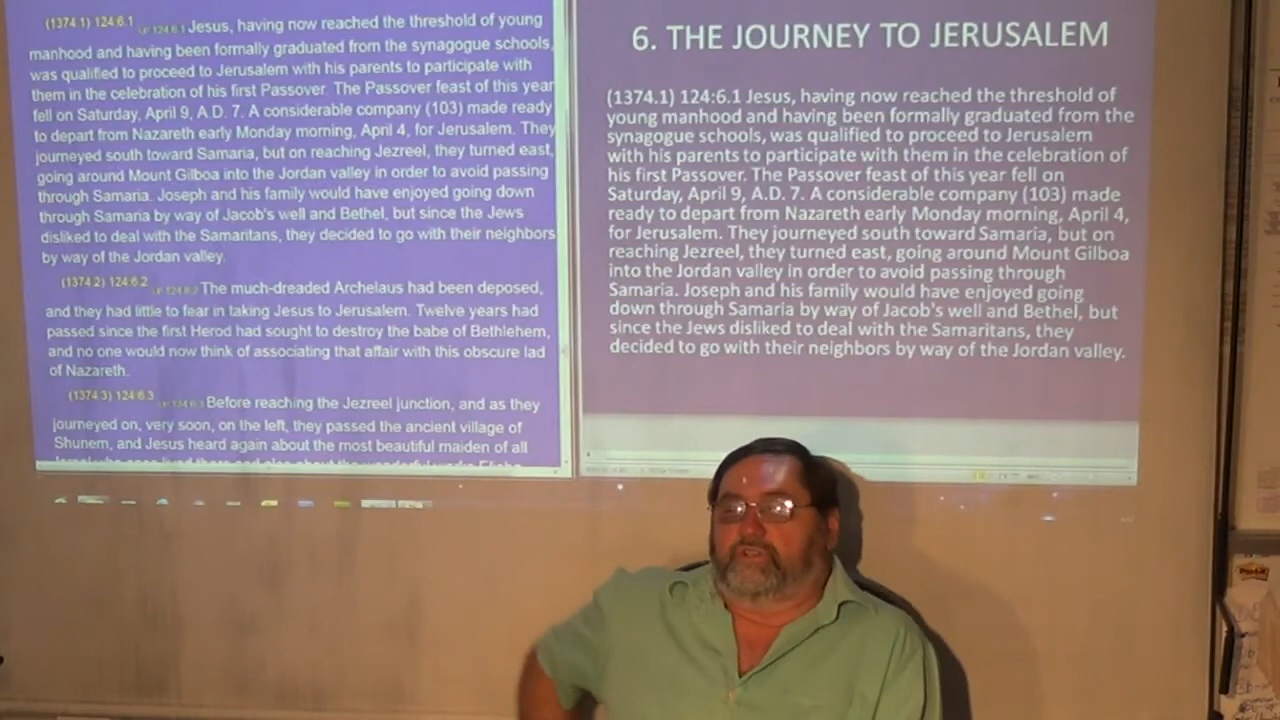 (1374.1) 124:6.1 Jesus, having now reached the threshold of young
manhood and having been formally graduated from the synagogue schools,
was qualified to proceed to Jerusalem with his parents to participate with
them in the celebration of his first Passover. The Passover feast of this year
fell on Saturday, April 9, A.D. 7. A considerable company (103) made ready
to depart from Nazareth early Monday morning, April 4, for Jerusalem. They
journeyed south toward Samaria, but on reaching Jezreel, they turned east,
going around Mount Gilboa into the Jordan valley in order to avoid passing
through Samaria. Joseph and his family would have enjoyed going down
through Samaria by way of Jacob's well and Bethel, but since the Jews
disliked to deal with the Samaritans, they decided to go with their neighbors
by way of the Jordan valley.
(1374.2) 124:6.2 The much-dreaded Archelaus had been deposed,
and they had little to fear in taking Jesus to Jerusalem. Twelve years had
passed since the first Herod had sought to destroy the babe of Bethlehem,
and no one would now think of associating that affair with this obscure lad
of Nazareth.
(1374.3) 124:6.3 Before reaching the Jezreel junction, and as they
journeyed on, very soon, on the left, they passed the ancient village of
Shunem, and Jesus heard again about the most beautiful maiden of all
6. THE JOURNEY TO JERUSALEM
(1374.1) 124:6.1 Jesus, having now reached the threshold of
young manhood and having been formally graduated from the
synagogue schools, was qualified to proceed to Jerusalem
with his parents to participate with them in the celebration of
his first Passover. The Passover feast of this year fell on
Saturday, April 9, A.D. 7. A considerable company (103) made
ready to depart from Nazareth early Monday morning, April 4,
for Jerusalem. They journeyed south toward Samaria, but on
reaching Jezreel, they turned east, going around Mount Gilboa
into the Jordan valley in order to avoid passing through
Samaria. Joseph and his family would have enjoyed going
down through Samaria by way of Jacob's well and Bethel, but
since the Jews disliked to deal with the Samaritans, they
decided to go with their neighbors by way of the Jordan valley.
Post-it